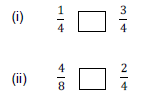 (i) 1/4 □ 3/4
(ii) 4/8 □ 2/4